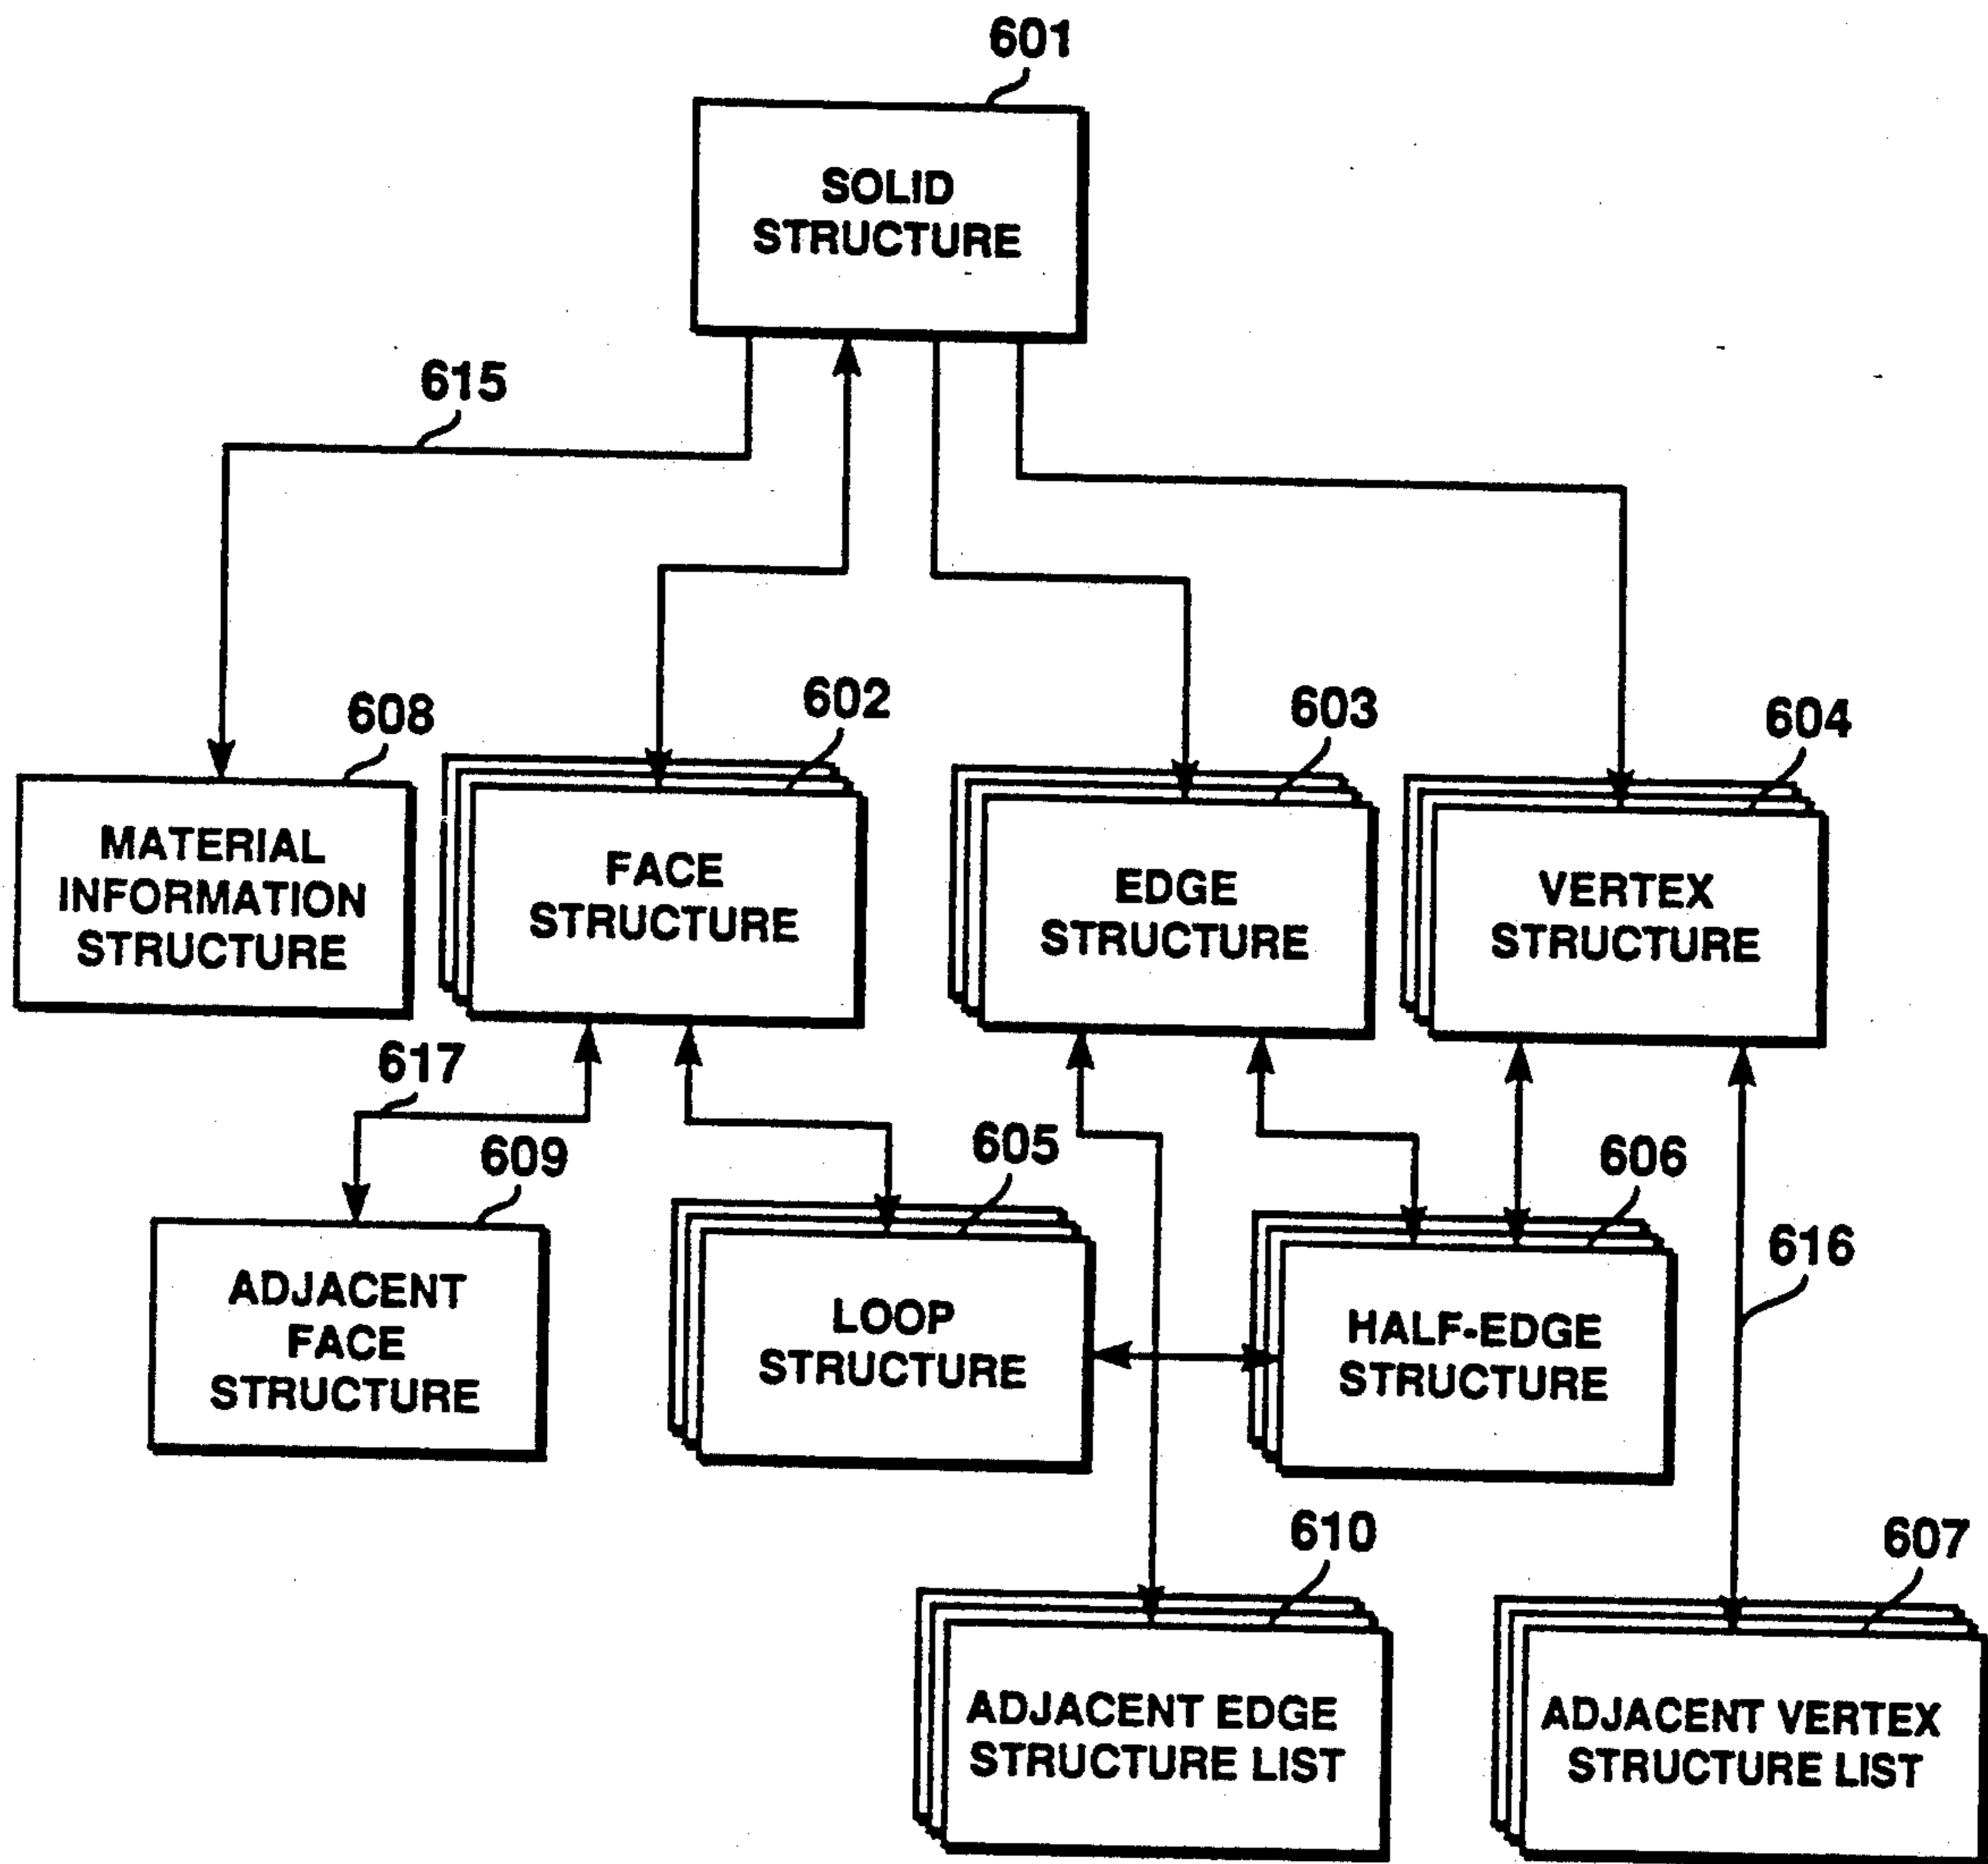 601
SOLID
STRUCTURE
615
608
602
603
604
MATERIAL
INFORMATION
STRUCTURE
FACE
STRUCTURE
EDGE
STRUCTURE
VERTEX
STRUCTURE
617
609
605
606
616
ADJACENT
FACE
STRUCTURE
LOOP
STRUCTURE
HALF-EDGE
STRUCTURE
610
607
ADJACENT EDGE
STRUCTURE LIST
ADJACENT VERTEX
STRUCTURE LIST